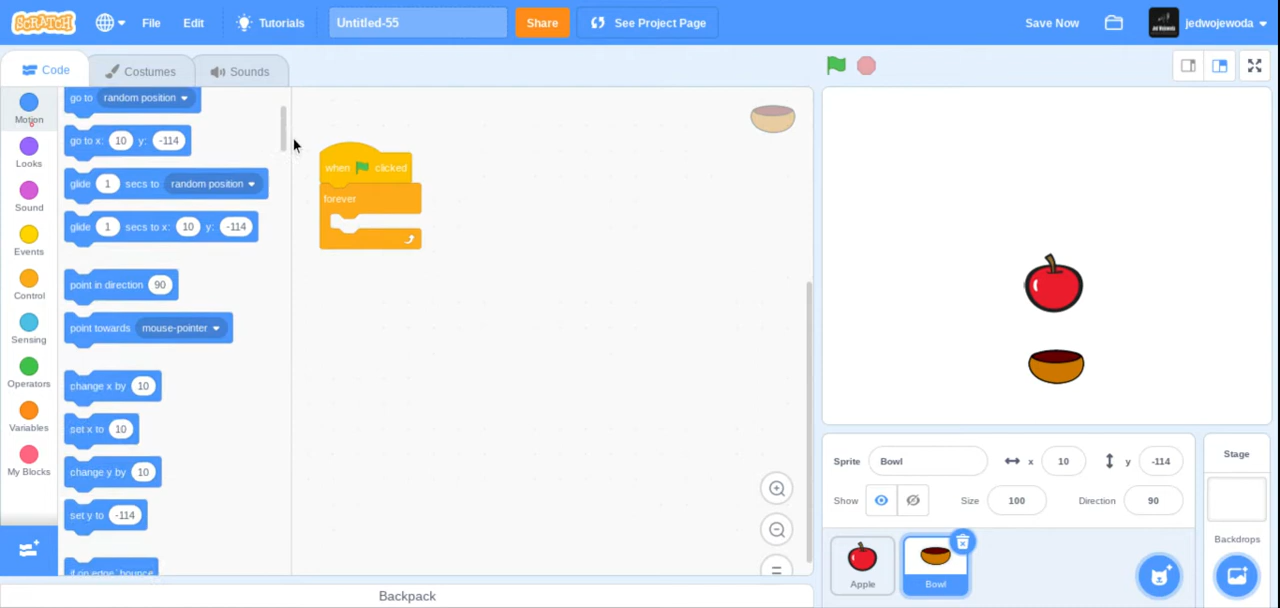 SCRATCH File Edit Tutorials Untitled-55 Share See Project Page Save Now jedwojewoda
Code Costumes Sounds
Motion
Looks
Sound
Events
Control
Sensing
Operators
Variables
My Blocks
go to random position
go to x: 10 y: -114
glide 1 secs to random position
glide 1 secs to x: 10 y: -114
point in direction 90
point towards mouse-pointer
change x by 10
set x to 10
change y by 10
set y to -114
if on edge, bounce
when clicked
forever
Sprite Bowl x 10 y -114
Show Size 100 Direction 90
Apple Bowl
Stage
Backdrops
Backpack